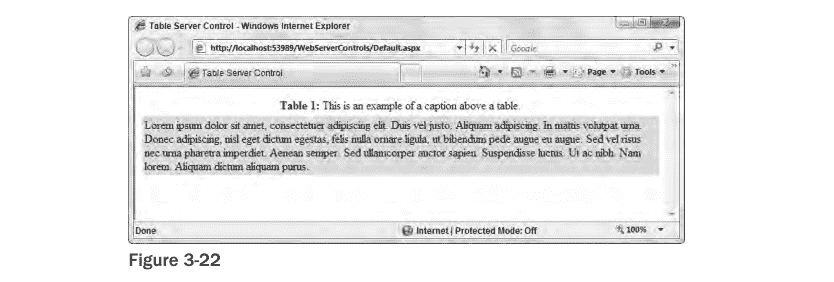 Table Server Control - Windows Internet Explorer
http://localhost:53989/WebServerControls/Default.aspx
Google
Table Server Control
Page
Tools
Table 1: This is an example of a caption above a table.
Lorem ipsum dolor sit amet, consectetuer adipiscing elit. Duis vel justo. Aliquam adipiscing. In mattis volutpat urna.
Donec adipiscing, nisl eget dictum egestas, felis nulla ornare ligula, ut bibendum pede augue eu augue. Sed vel risus
nec urna pharetra imperdiet. Aenean semper. Sed ullamcorper auctor sapien. Suspendisse luctus. Ut ac nibh. Nam
lorem. Aliquam dictum aliquam purus.
Done
Internet | Protected Mode: Off
100%
Figure 3-22